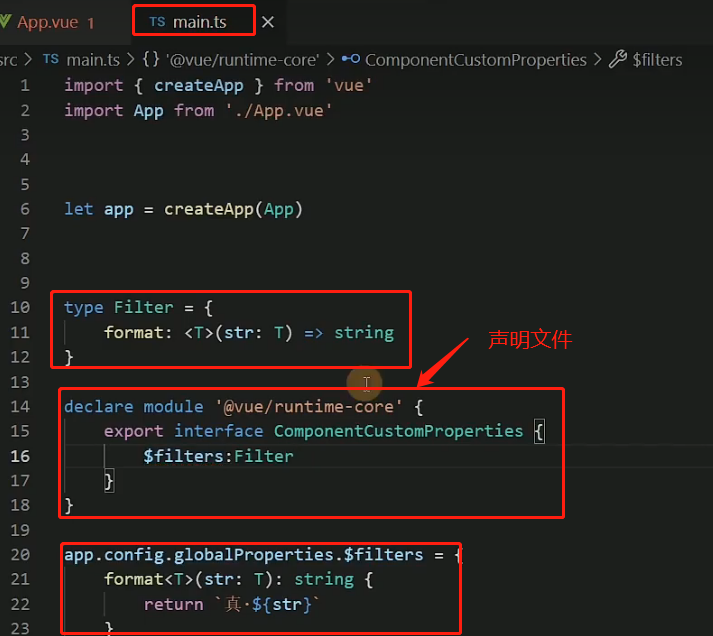 App.vue 1
TS main.ts ×
src > TS main.ts > {} '@vue/runtime-core' > ComponentCustomProperties > $filters
1 import { createApp } from 'vue'
2 import App from './App.vue'
3
4
5
6 let app = createApp(App)
7
8
9
10 type Filter = {
11 format: <T>(str: T) => string
12 }
13
声明文件
14 declare module '@vue/runtime-core' {
15 export interface ComponentCustomProperties {
16 $filters:Filter
17 }
18 }
19
20 app.config.globalProperties.$filters = {
21 format<T>(str: T): string {
22 return `真·${str}`
23 }